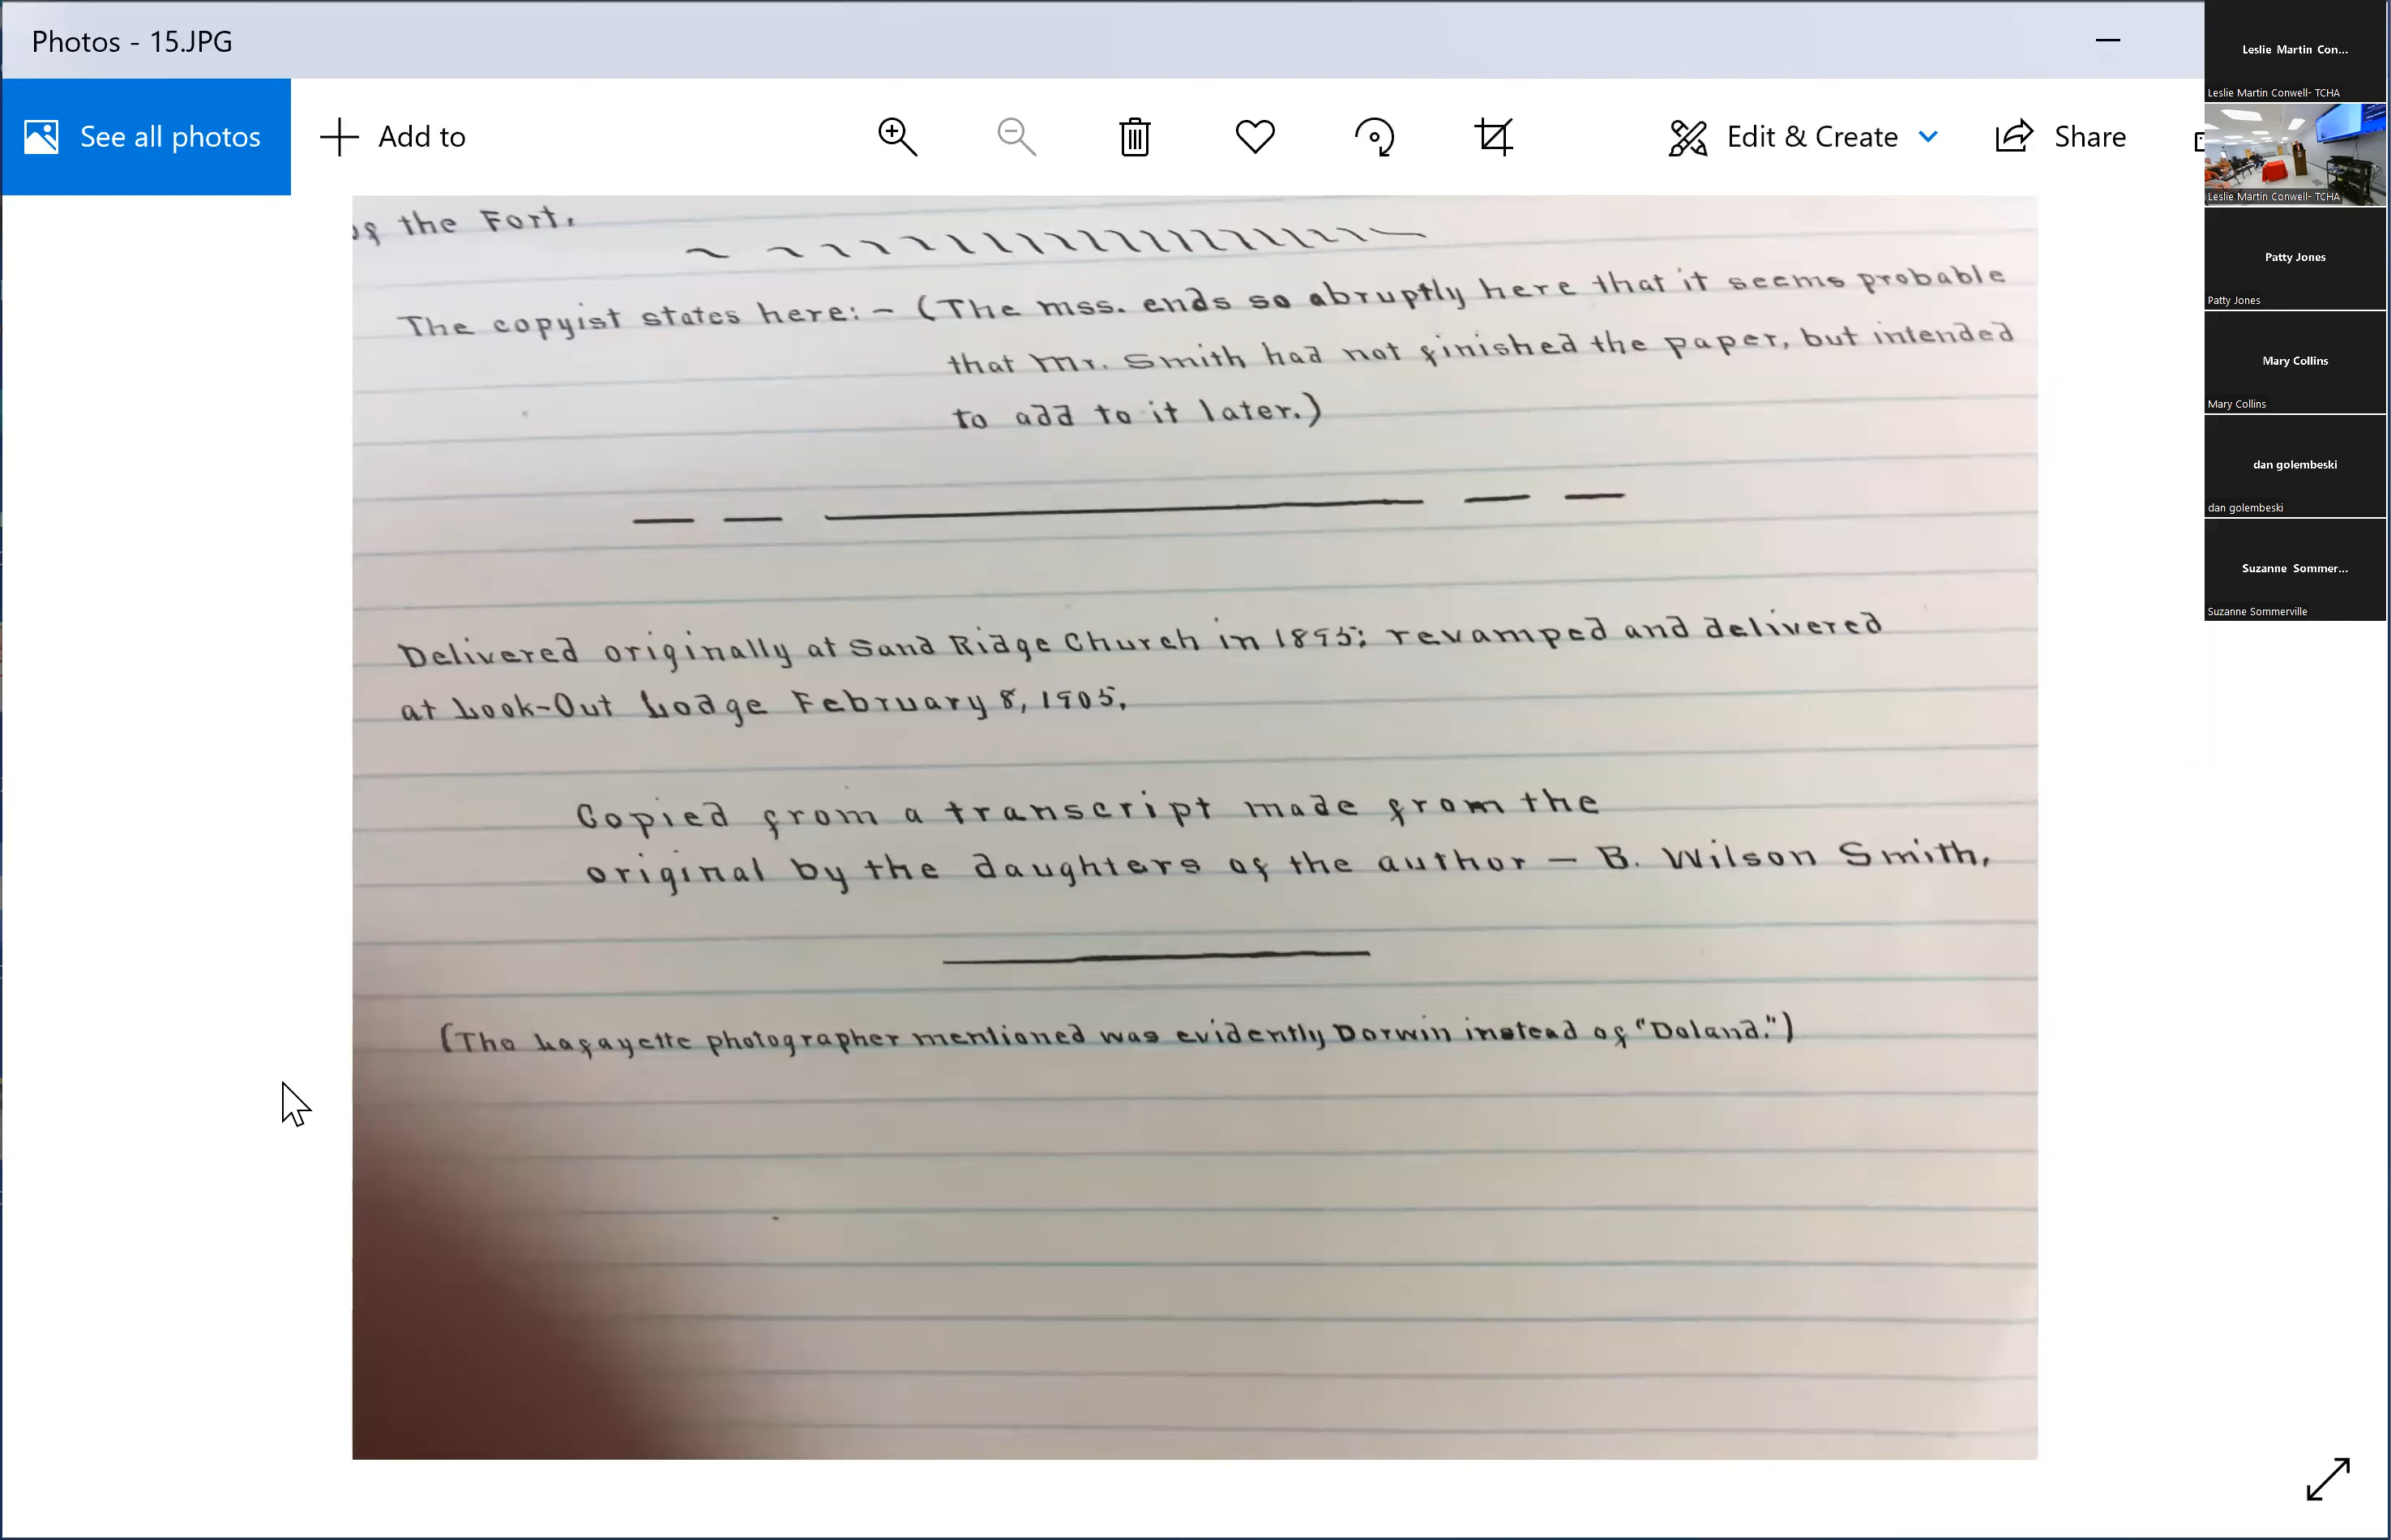 Photos - 15.JPG
See all photos
Add to
Edit & Create
Share
of the Fort.
The copyist states here: - (The mss. ends so abruptly here that it seems probable
that Mr. Smith had not finished the paper, but intended
to add to it later.)
Delivered originally at Sand Ridge Church in 1895; revamped and delivered
at Look-Out Lodge February 8, 1905.
Copied from a transcript made from the
original by the daughters of the author — B. Wilson Smith.
(The Lafayette photographer mentioned was evidently Dorwin instead of "Doland.")
Leslie Martin Con...
Leslie Martin Conwell- TCHA
Leslie Martin Conwell- TCHA
Patty Jones
Patty Jones
Mary Collins
Mary Collins
dan golembeski
dan golembeski
Suzanne Sommer...
Suzanne Sommerville